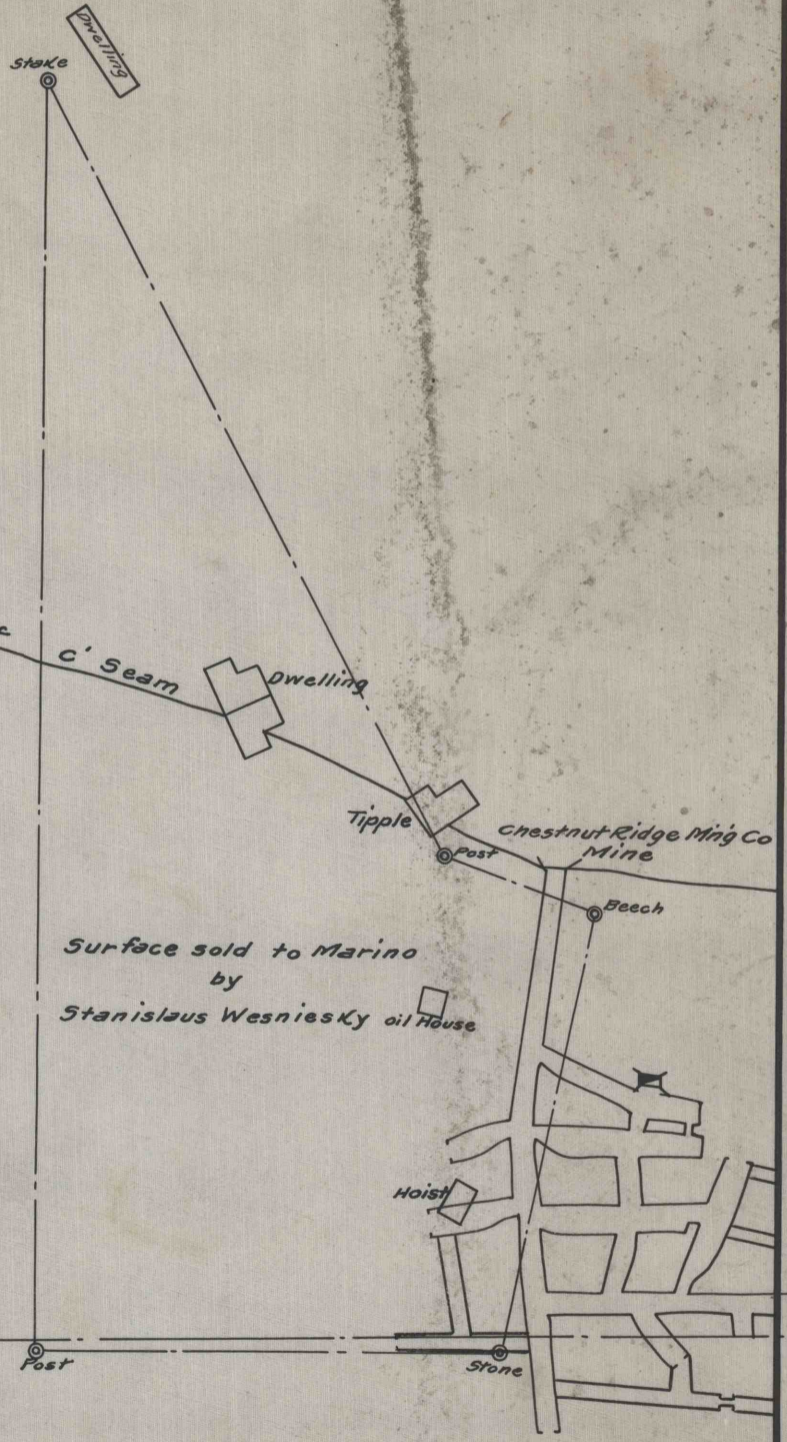 Dwelling
Stake
C' Seam
Dwelling
Tipple
Chestnut Ridge M'n'g Co
Mine
Post
Beech
Surface sold to Marino
by
Stanislaus Wesniesky
oil House
Hoist
Post
Stone